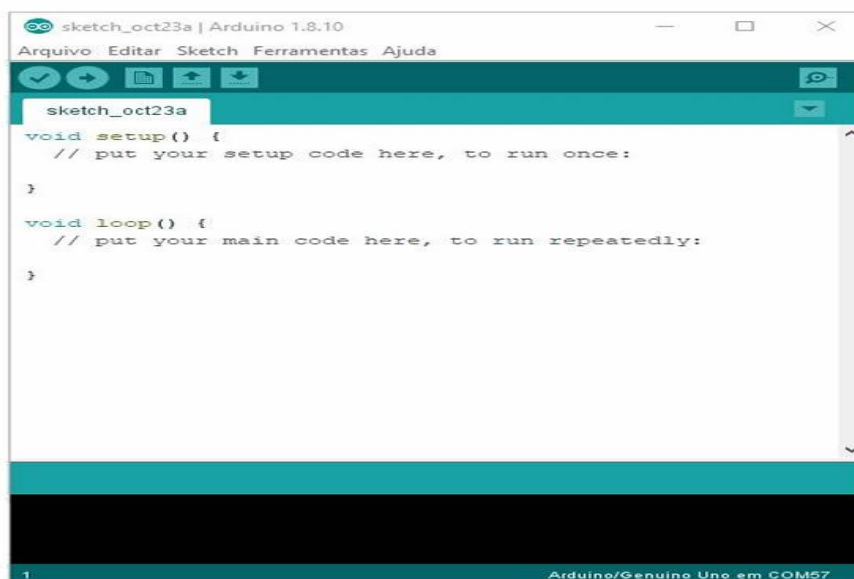 sketch_oct23a | Arduino 1.8.10
Arquivo Editar Sketch Ferramentas Ajuda
sketch_oct23a
void setup() {
// put your setup code here, to run once:
}
void loop() {
// put your main code here, to run repeatedly:
}
1 Arduino/Genuino Uno em COM57